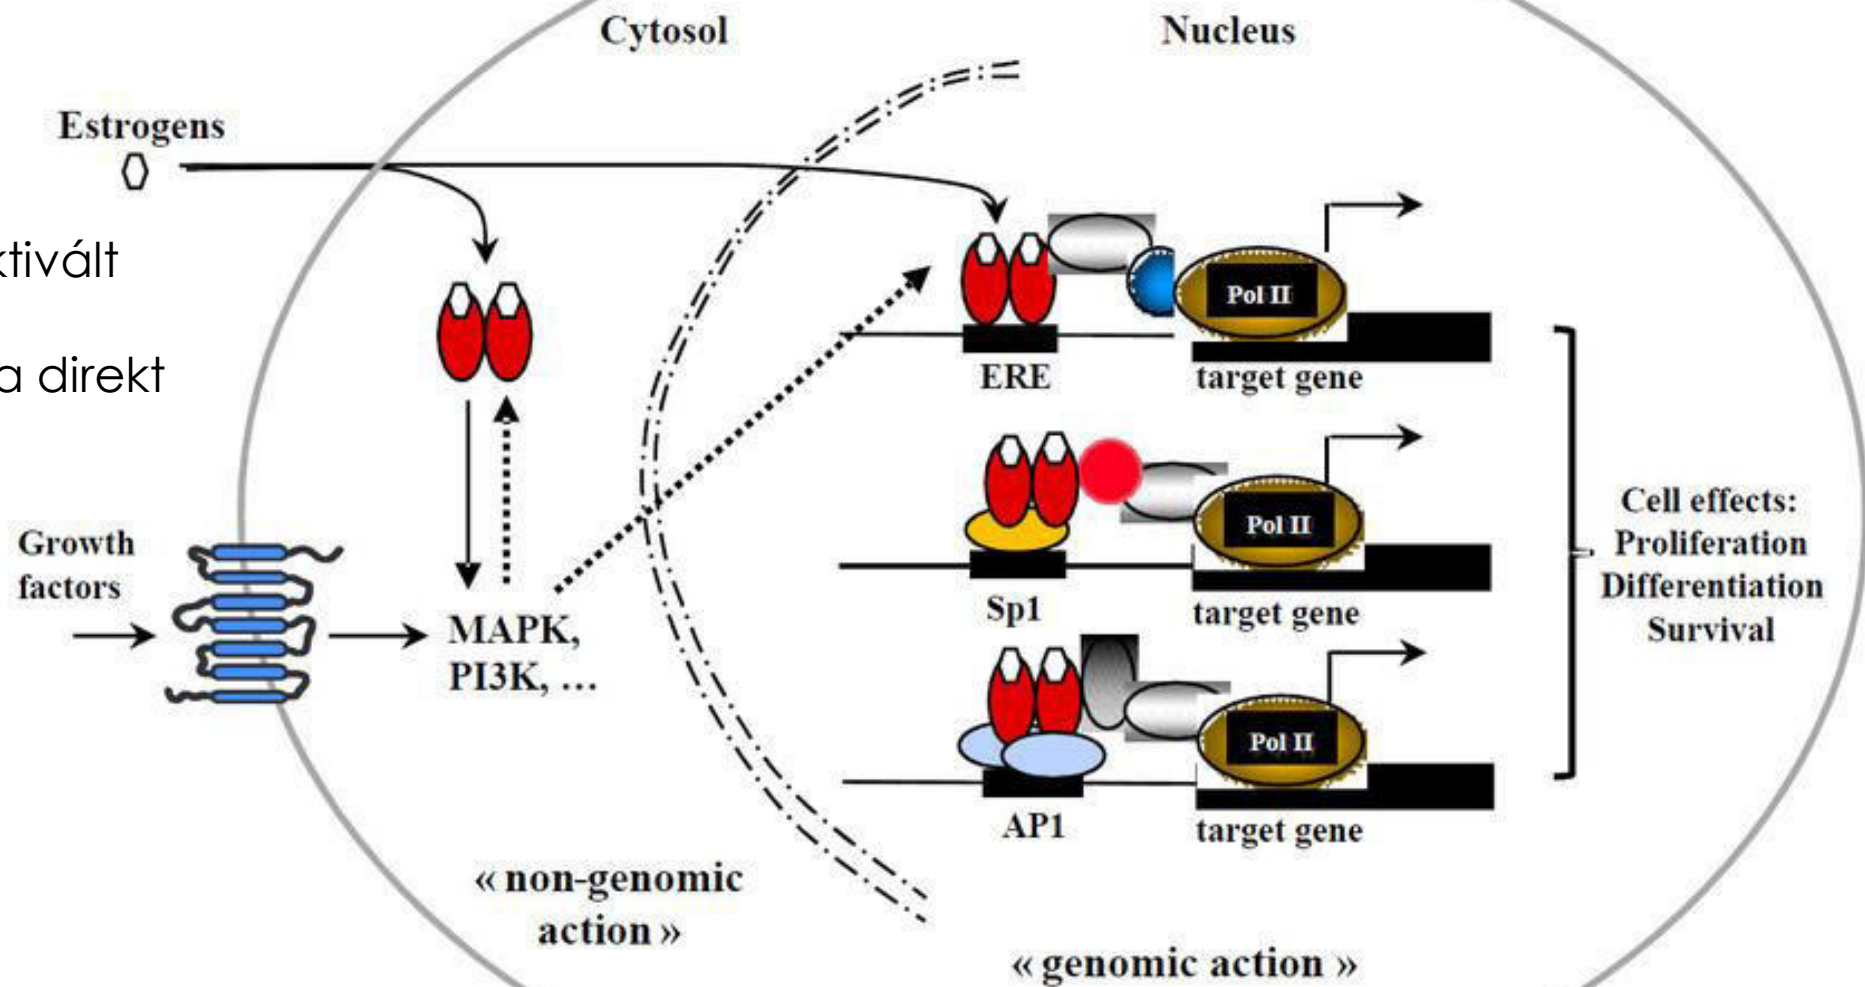 Cytosol
Nucleus
Estrogens
ktivált
a direkt
Pol II
ERE
target gene
Growth
factors
MAPK,
PI3K, …
Pol II
Sp1
target gene
Pol II
AP1
target gene
Cell effects:
Proliferation
Differentiation
Survival
« non-genomic
action »
« genomic action »